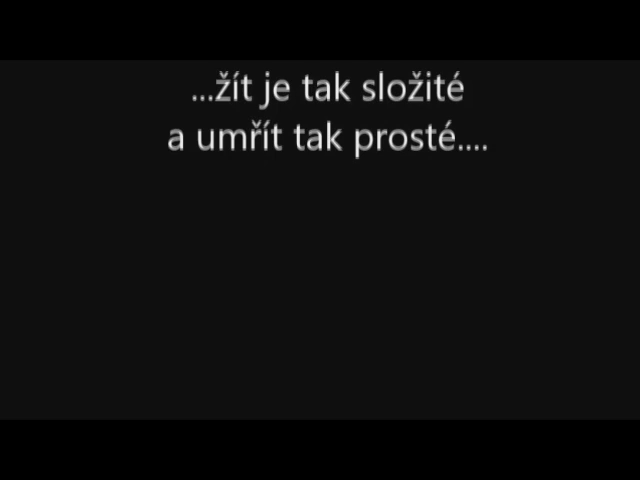 ...žít je tak složité
a umřít tak prosté....